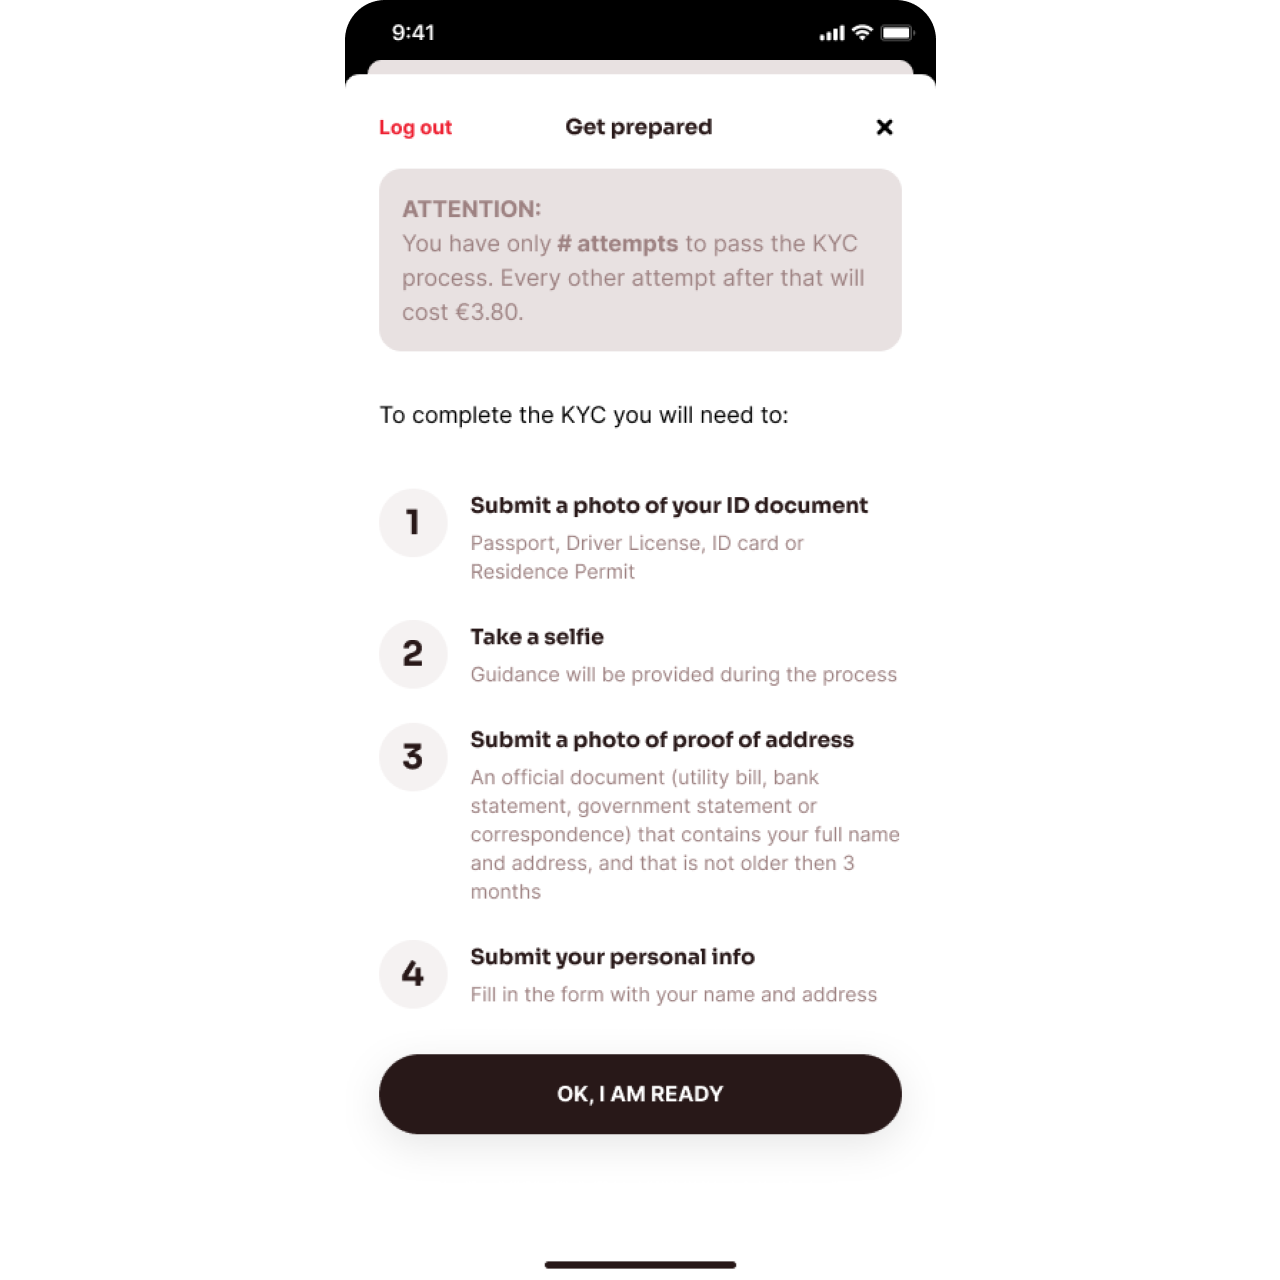 9:41
Log out
Get prepared
ATTENTION:
You have only # attempts to pass the KYC
process. Every other attempt after that will
cost €3.80.
To complete the KYC you will need to:
1
Submit a photo of your ID document
Passport, Driver License, ID card or
Residence Permit
2
Take a selfie
Guidance will be provided during the process
3
Submit a photo of proof of address
An official document (utility bill, bank
statement, government statement or
correspondence) that contains your full name
and address, and that is not older then 3
months
4
Submit your personal info
Fill in the form with your name and address
OK, I AM READY